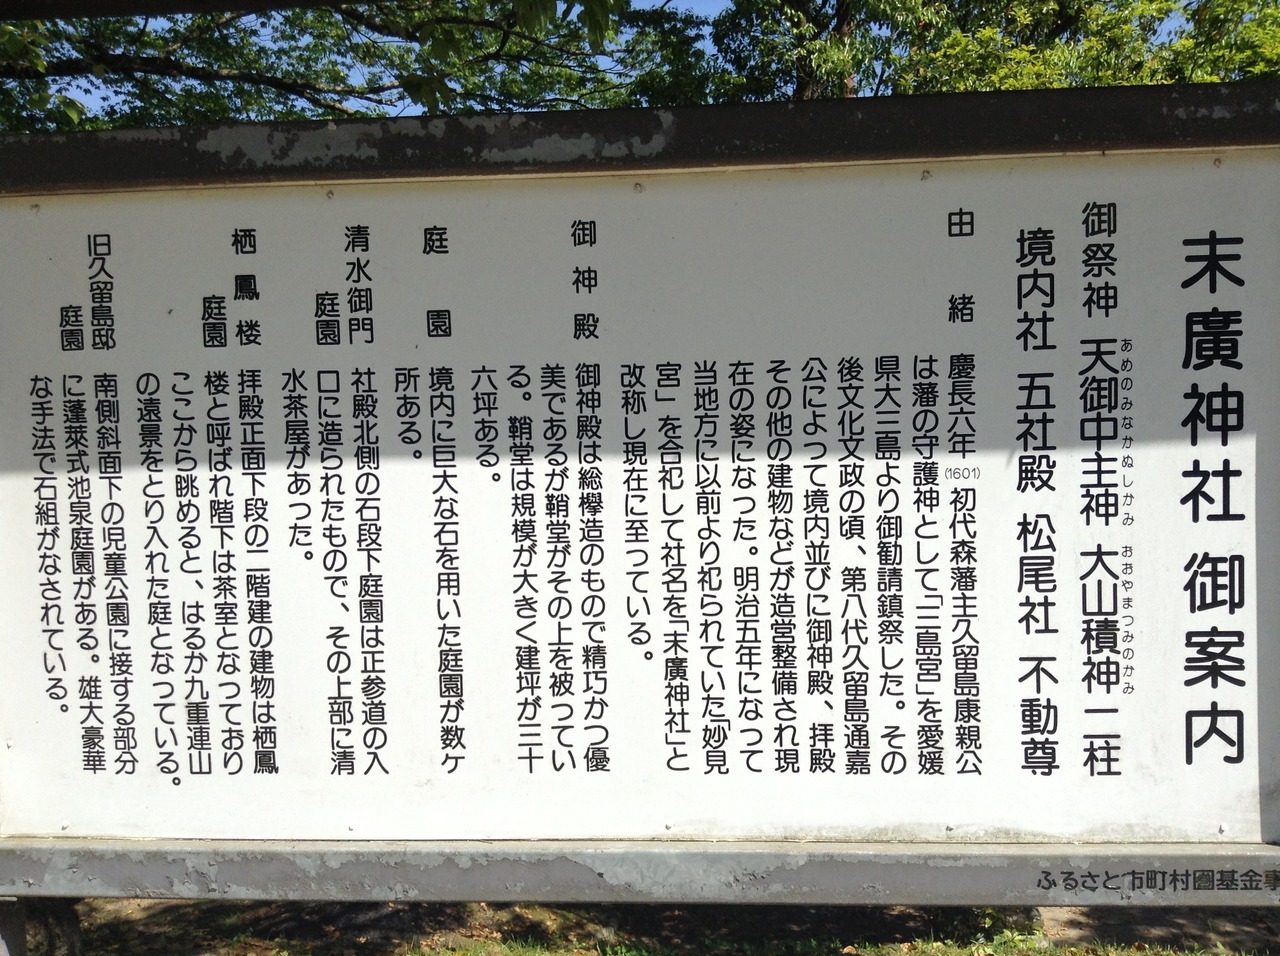 末廣神社 御案内
御祭神 天御中主神 大山積神 二柱
あめのみなかぬしかみ おおやまつみのかみ
境内社 五社殿 松尾社 不動尊
由緒
慶長六年(1601)初代森藩主久留島康親公
は藩の守護神として「三島宮」を愛媛
県大三島より御勧請鎮祭した。その
後文化文政の頃、第八代久留島通嘉
公によって境内並びに御神殿、拝殿
その他の建物などが造営整備され現
在の姿になった。明治五年になって
当地方に以前より祀られていた「妙見
宮」を合祀して社名を「末廣神社」と
改称し現在に至っている。
御神殿
御神殿は総欅造のもので精巧かつ優
美であるが鞘堂がその上を被ってい
る。鞘堂は規模が大きく建坪が三十
六坪ある。
庭園
境内に巨大な石を用いた庭園が数ヶ
所ある。
清水御門
庭園
社殿北側の石段下庭園は正参道の入
口に造られたもので、その上部に清
水茶屋があった。
栖鳳楼
庭園
拝殿正面下段の二階建の建物は栖鳳
楼と呼ばれ階下は茶室となっており
ここから眺めると、はるか九重連山
の遠景をとり入れた庭となっている。
旧久留島邸
庭園
南側斜面下の児童公園に接する部分
に蓬萊式池泉庭園がある。雄大豪華
な手法で石組がなされている。
ふるさと市町村圏基金事